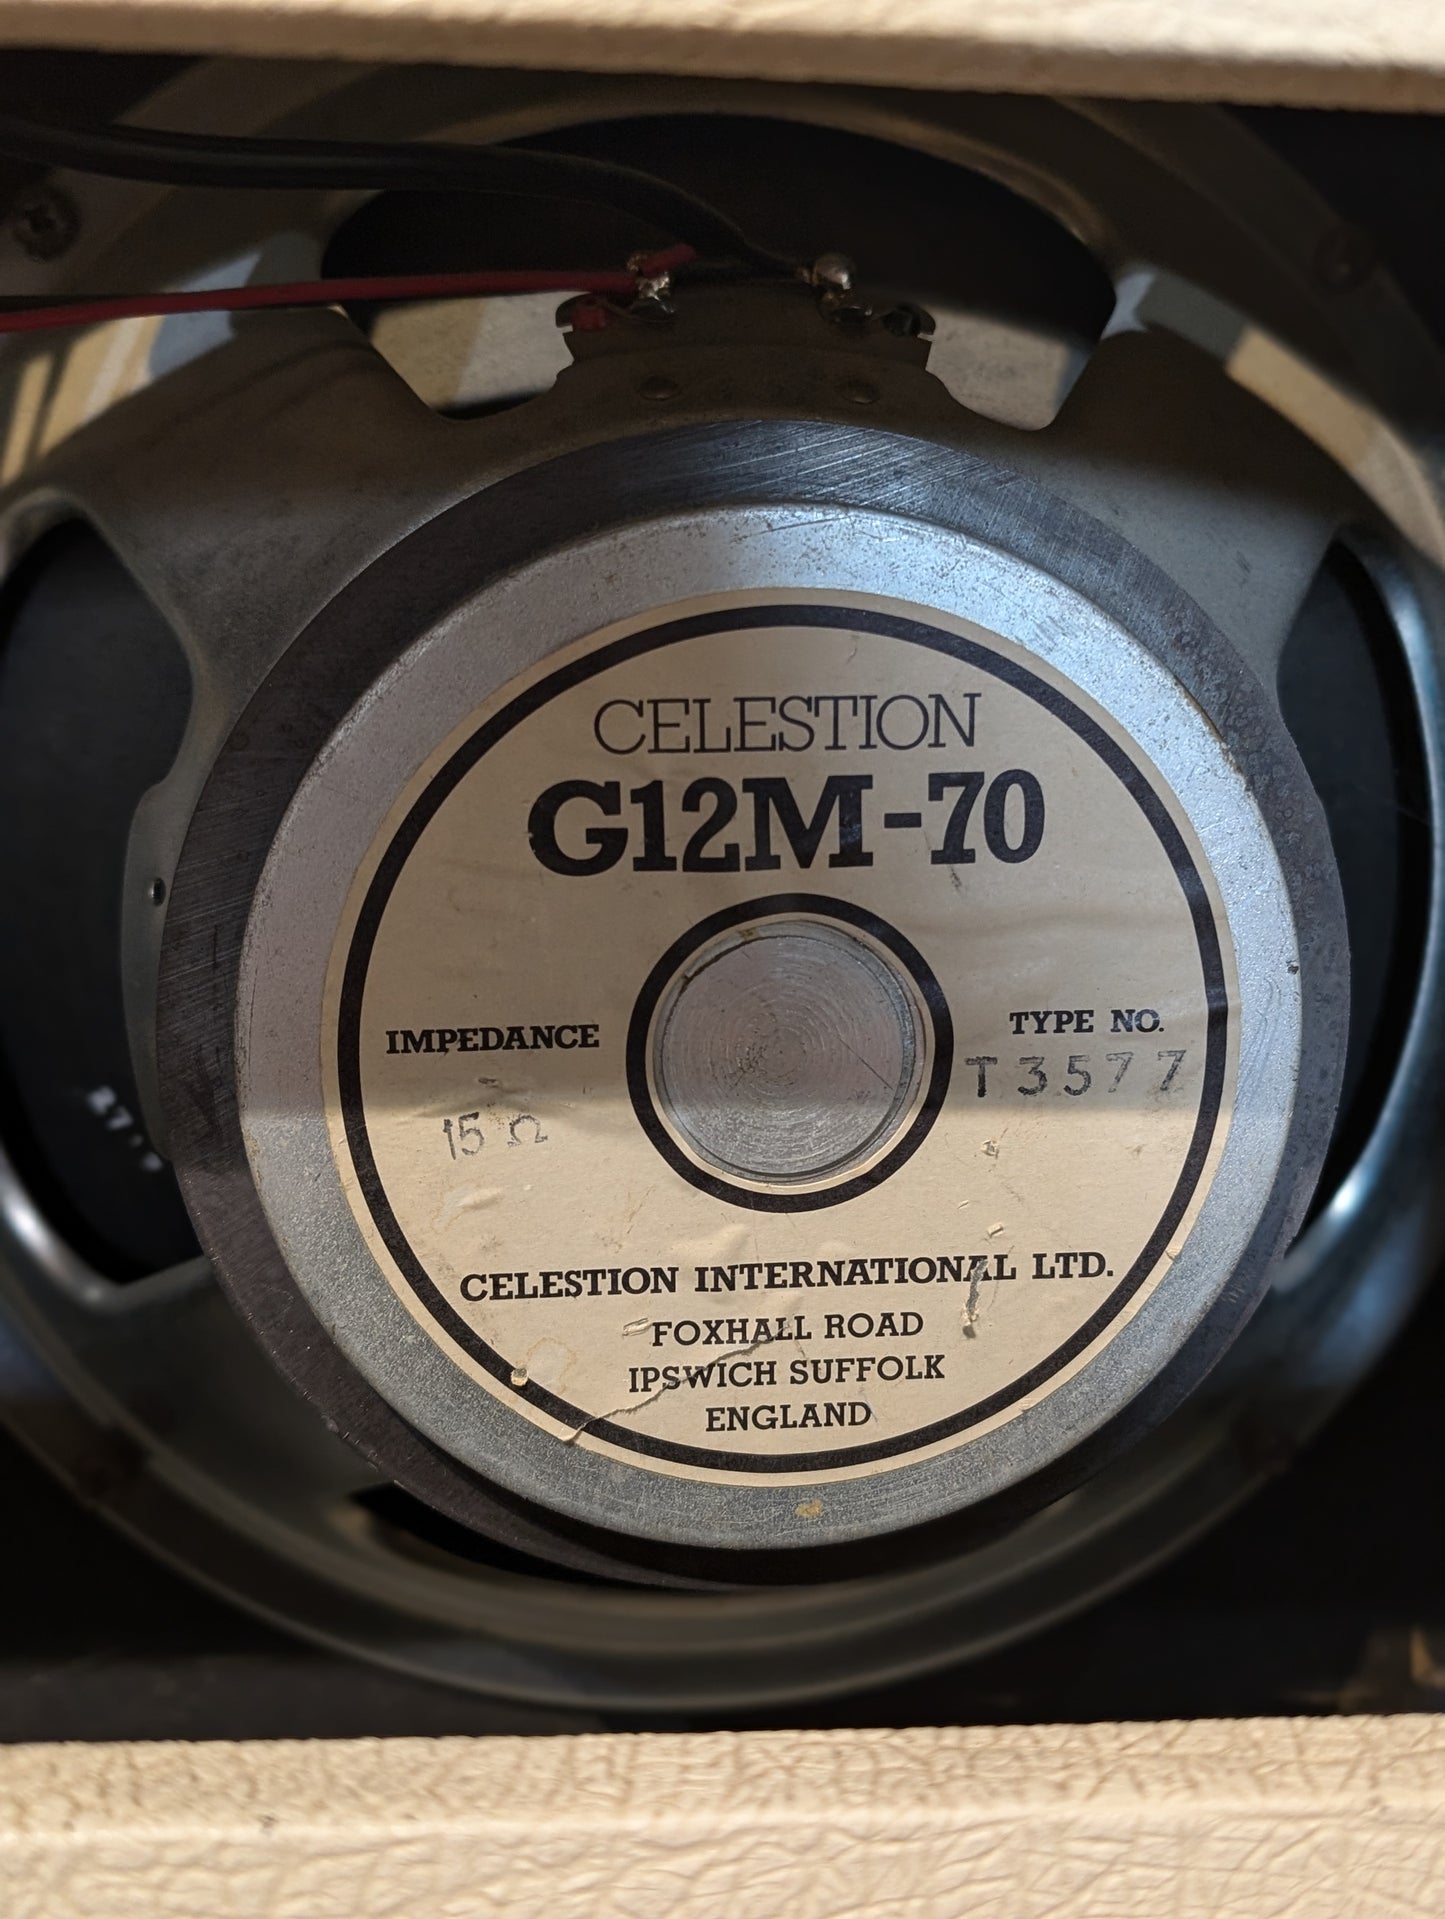 CELESTION
G12M-70
IMPEDANCE
15 Ω
TYPE NO.
T3577
CELESTION INTERNATIONAL LTD.
FOXHALL ROAD
IPSWICH SUFFOLK
ENGLAND